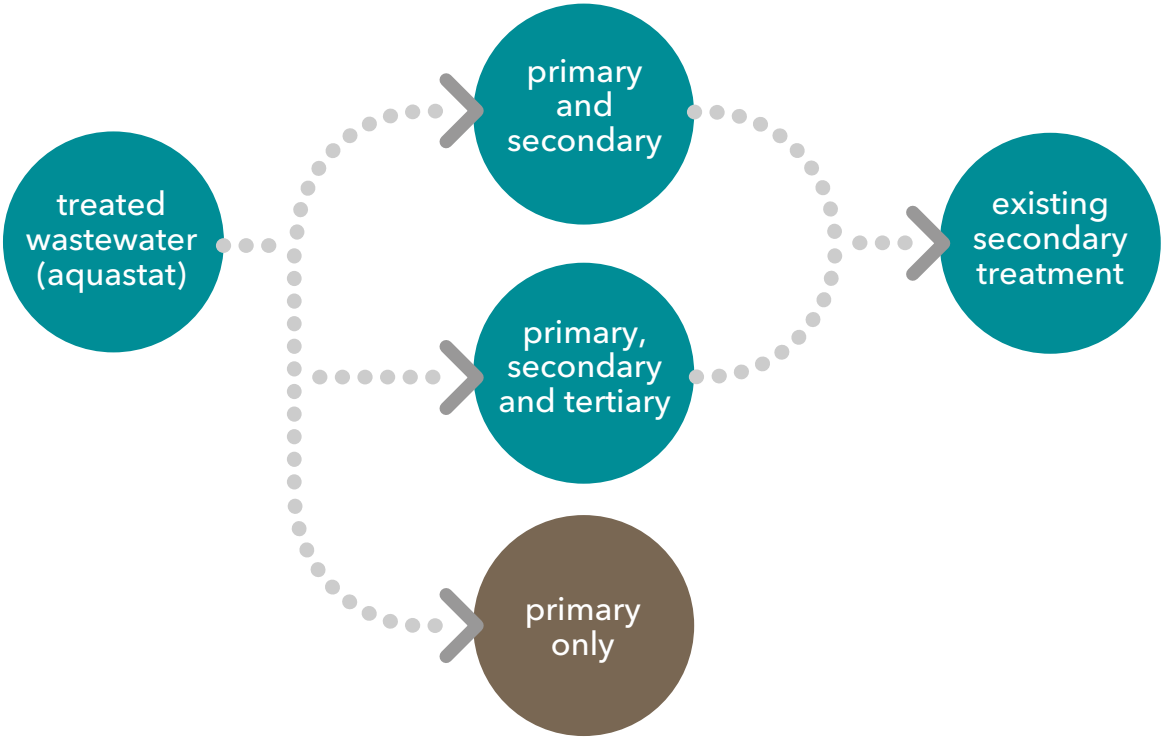 treated
wastewater
(aquastat)
primary
and
secondary
primary,
secondary
and tertiary
primary
only
existing
secondary
treatment